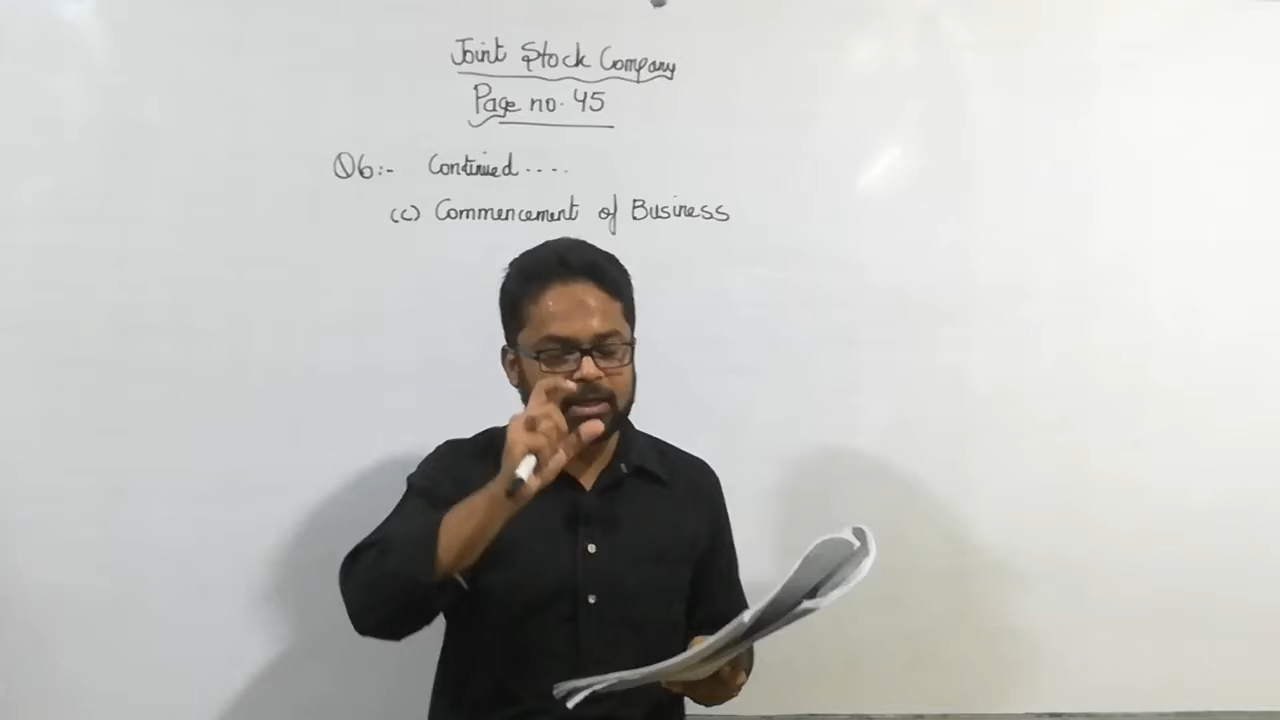 Joint Stock Company
Page no. 45
Q6:- Continued....
(c) Commencement of Business